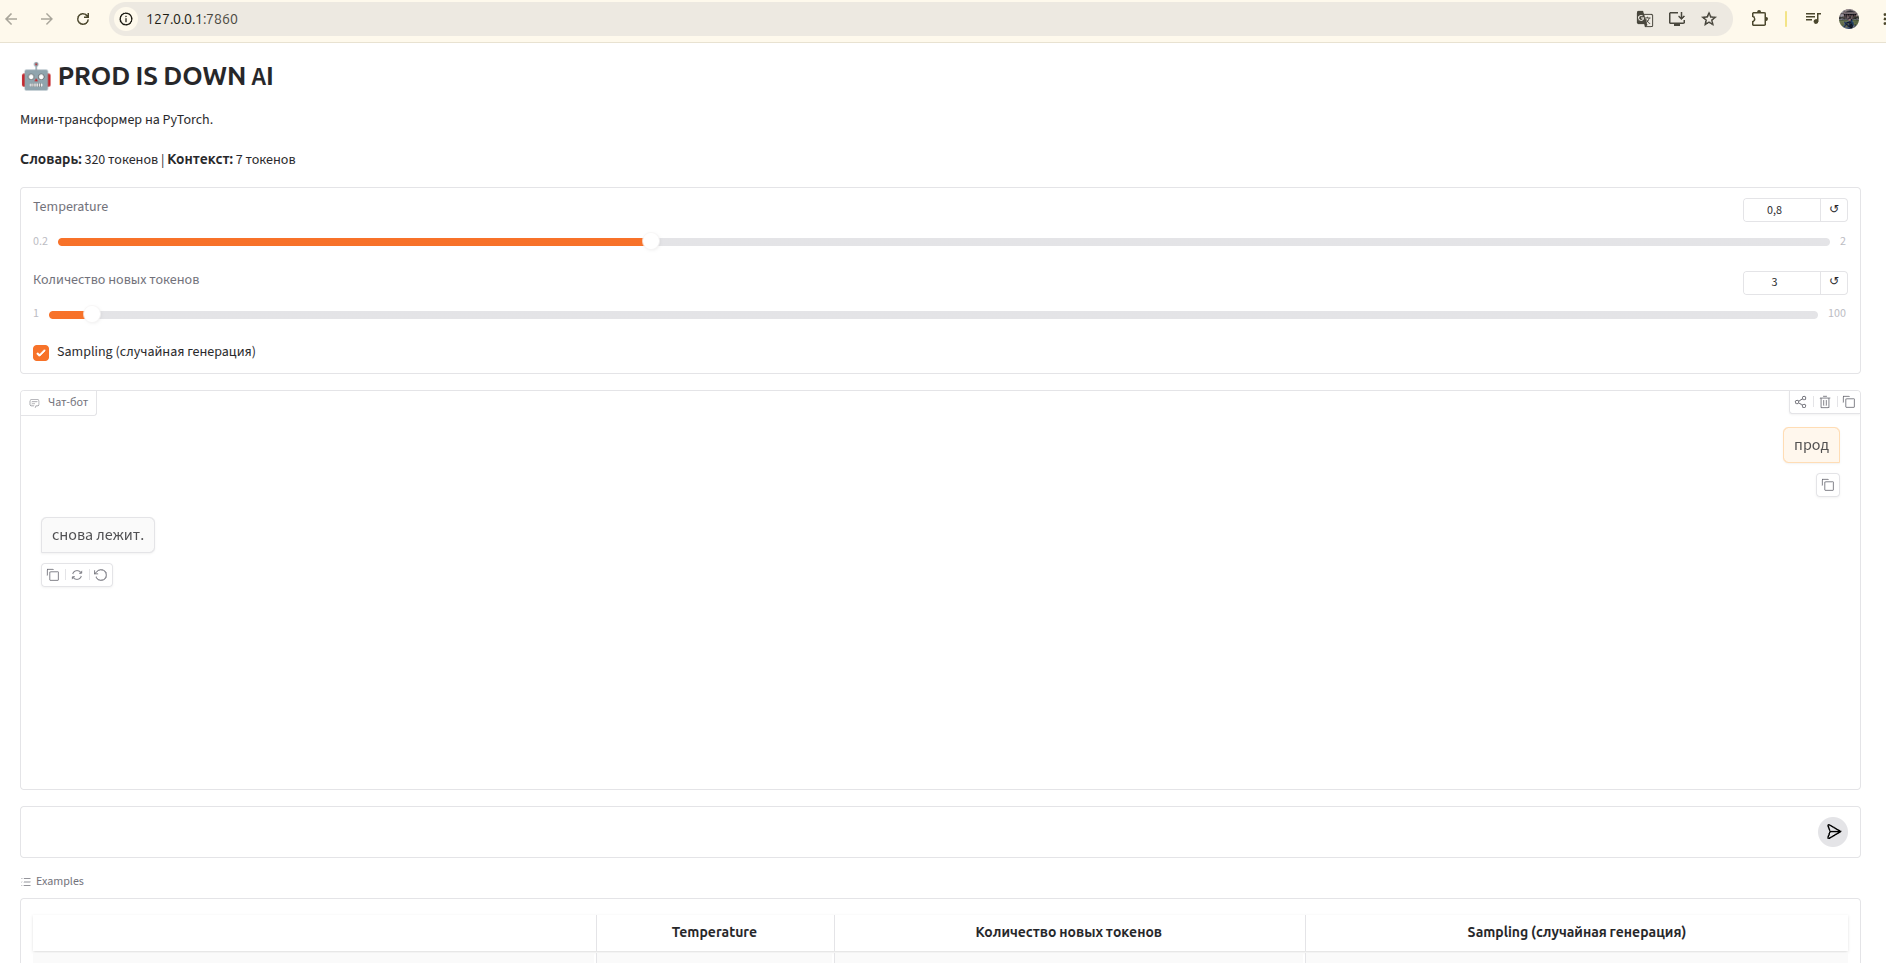 127.0.0.1:7860
🤖 PROD IS DOWN AI
Мини-трансформер на PyTorch.
Словарь: 320 токенов | Контекст: 7 токенов
Temperature
0,8
0.2
2
Количество новых токенов
3
1
100
Sampling (случайная генерация)
Чат-бот
прод
снова лежит.
Examples
Temperature Количество новых токенов Sampling (случайная генерация)